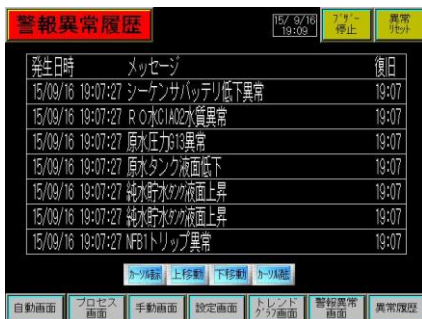 警報異常履歴
15/ 9/16
19:09
ブザー
停止
異常
リセット
発生日時 メッセージ 復旧
15/09/16 19:07:27 シーケンサバッテリ低下異常 19:07
15/09/16 19:07:27 RO水CIA02水質異常 19:07
15/09/16 19:07:27 原水圧力G13異常 19:07
15/09/16 19:07:27 原水タンク液面低下 19:07
15/09/16 19:07:27 純水貯水タンク液面上昇 19:07
15/09/16 19:07:27 純水貯水タンク液面上昇 19:07
15/09/16 19:07:27 NFB1トリップ異常 19:07
カーソル表示 上移動 下移動 カーソル消去
自動画面
プロセス
画面
手動画面
設定画面
トレンド
グラフ画面
警報異常
画面
異常履歴